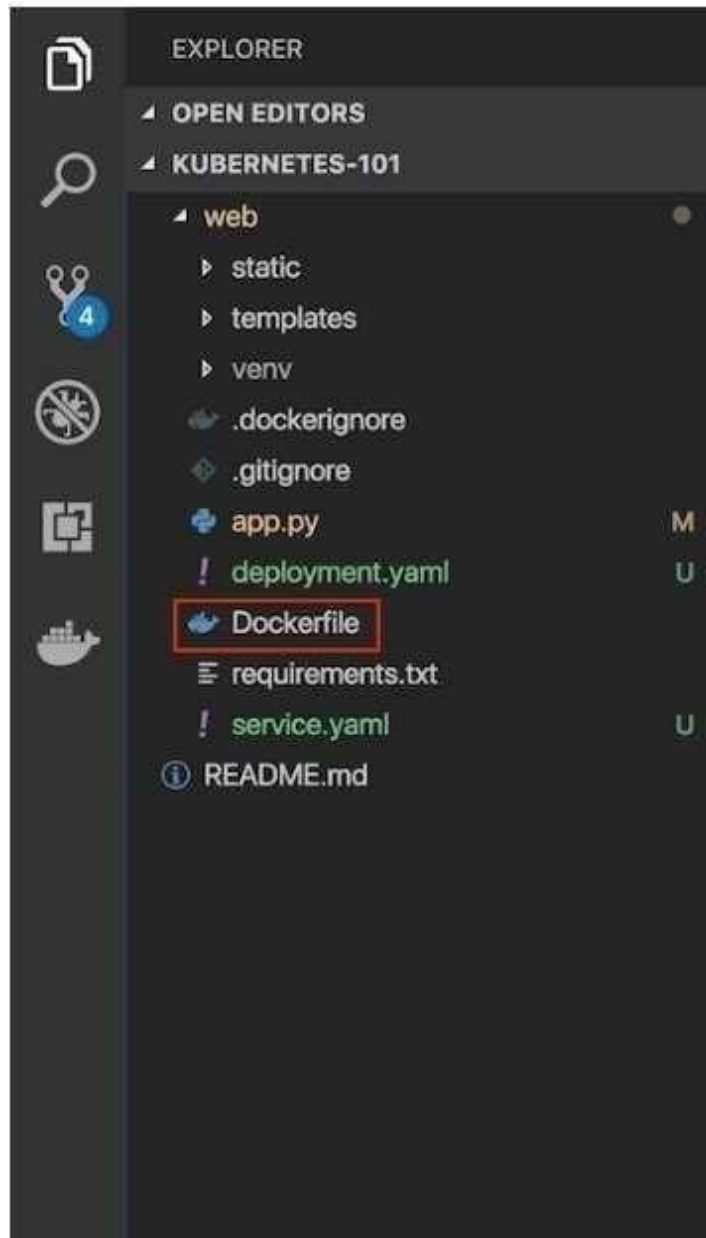 EXPLORER
OPEN EDITORS
KUBERNETES-101
web
static
templates
4
venv
.dockerignore
.gitignore
app.py M
deployment.yaml U
Dockerfile
requirements.txt
service.yaml U
README.md